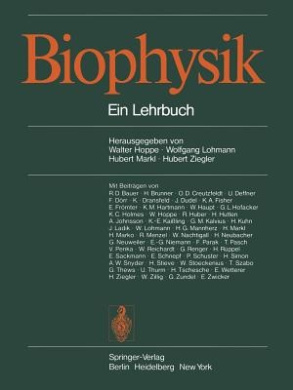 Biophysik
Ein Lehrbuch
Herausgegeben von
Walter Hoppe · Wolfgang Lohmann
Hubert Markl · Hubert Ziegler
Mit Beiträgen von
R.D. Bauer · H. Brunner · O.D. Creutzfeldt · U. Deffner
F. Dörr · K. Dransfeld · J. Dudel · K.A. Fisher
E. Frömter · K.M. Hartmann · W. Haupt · G.L. Hofacker
K.C. Holmes · W. Hoppe · R. Huber · H. Hutten
A. Johnsson · K.-E. Kaißling · G.M. Kalvius · H. Kuhn
J. Ladik · W. Lohmann · H.G. Mannherz · H. Markl
H. Marko · R. Menzel · W. Nachtigall · H. Neubacher
G. Neuweiler · E.-G. Niemann · F. Parak · T. Pasch
V. Penka · W. Reichardt · G. Renger · H. Rüppel
E. Sackmann · E. Schnepf · P. Schuster · H. Simon
A.W. Snyder · H. Stieve · W. Stoeckenius · T. Szabo
G. Thews · U. Thurm · H. Tschesche · E. Wetterer
H. Ziegler · W. Zillig · G. Zundel · E. Zwicker
Springer-Verlag
Berlin Heidelberg New York